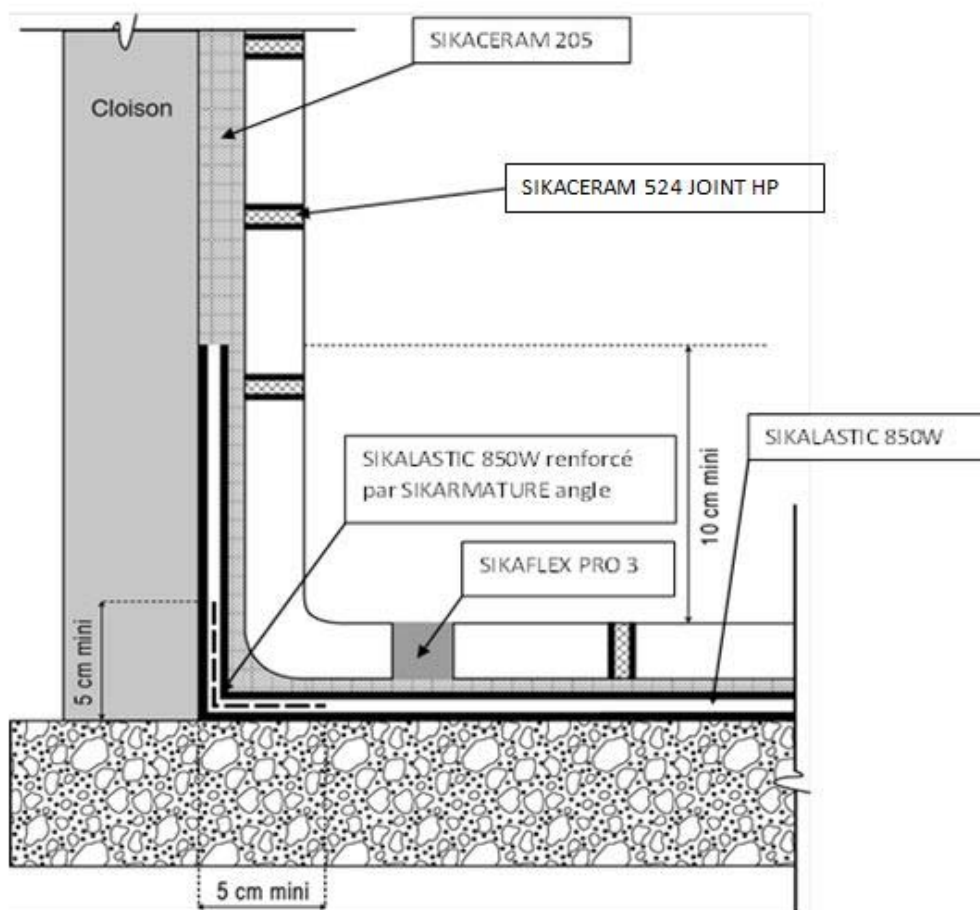 SIKACERAM 205
Cloison
SIKACERAM 524 JOINT HP
SIKALASTIC 850W
SIKALASTIC 850W renforcé
par SIKARMATURE angle
10 cm mini
SIKAFLEX PRO 3
5 cm mini
5 cm mini